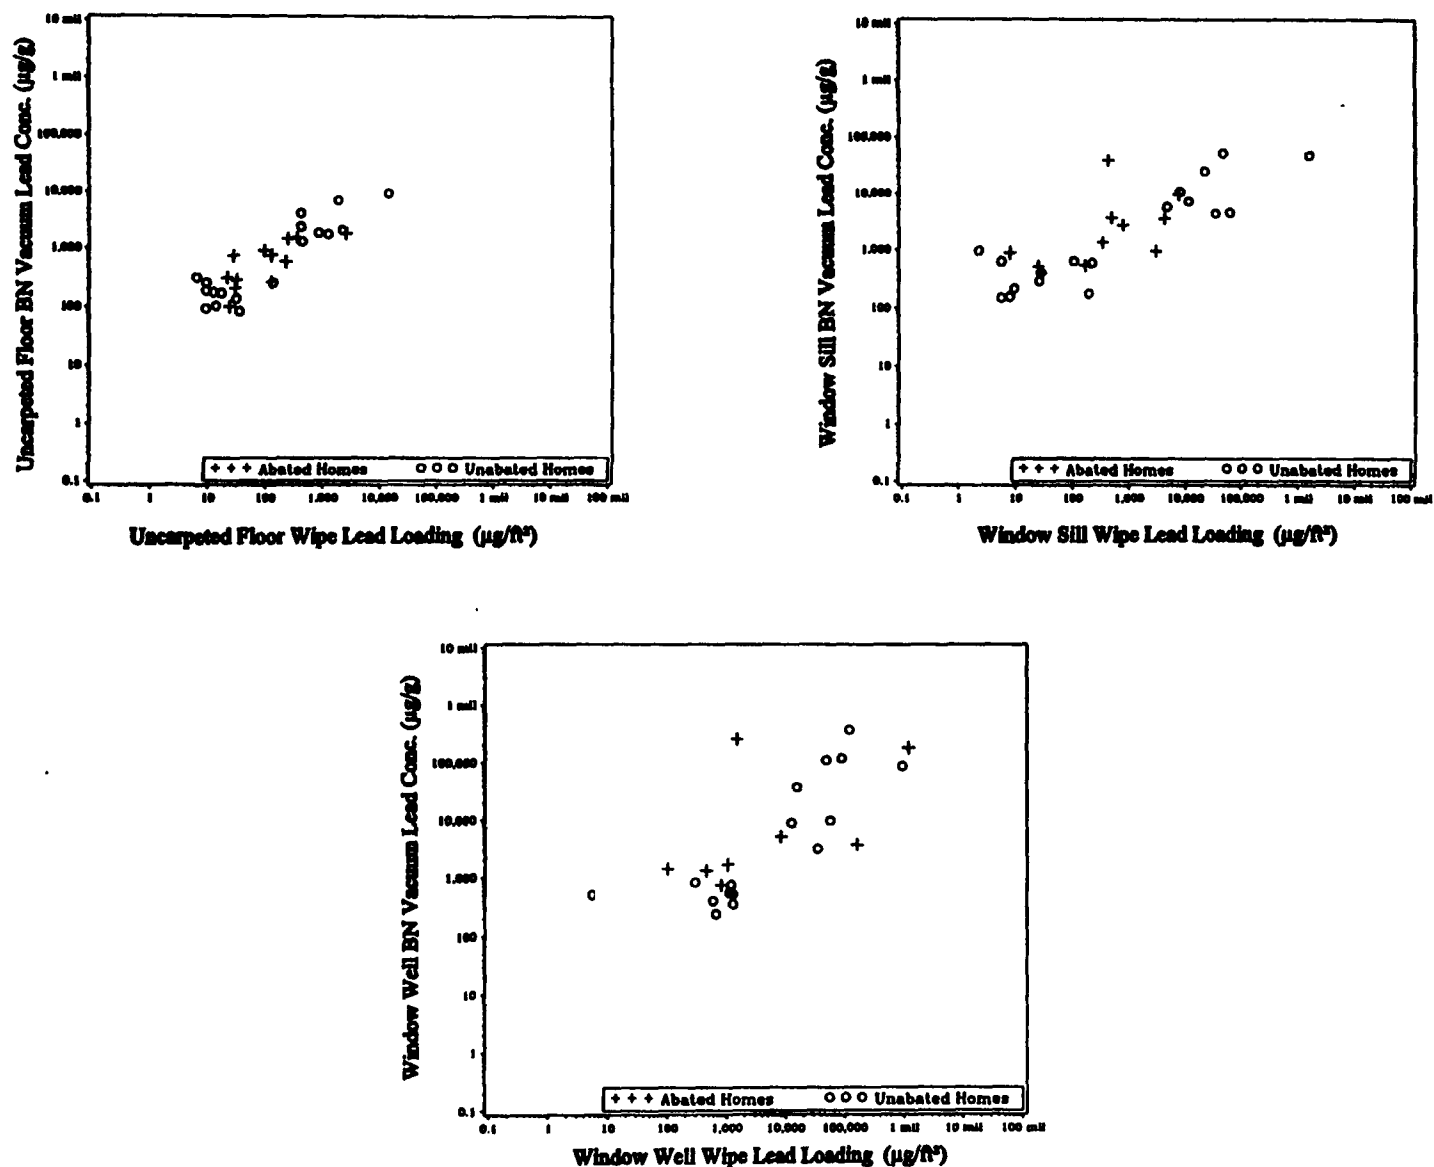 10 mil
1 mil
100,000
10,000
1,000
100
10
1
0.1
Uncarpeted Floor BN Vacuum Lead Conc. (µg/g)
+ + + Abated Homes O O O Unabated Homes
0.1 1 10 100 1,000 10,000 100,000 1 mil 10 mil 100 mil
Uncarpeted Floor Wipe Lead Loading (µg/ft²)
10 mil
1 mil
100,000
10,000
1,000
100
10
1
0.1
Window Sill BN Vacuum Lead Conc. (µg/g)
+ + + Abated Homes O O O Unabated Homes
0.1 1 10 100 1,000 10,000 100,000 1 mil 10 mil 100 mil
Window Sill Wipe Lead Loading (µg/ft²)
10 mil
1 mil
100,000
10,000
1,000
100
10
1
0.1
Window Well BN Vacuum Lead Conc. (µg/g)
+ + + Abated Homes O O O Unabated Homes
0.1 1 10 100 1,000 10,000 100,000 1 mil 10 mil 100 mil
Window Well Wipe Lead Loading (µg/ft²)